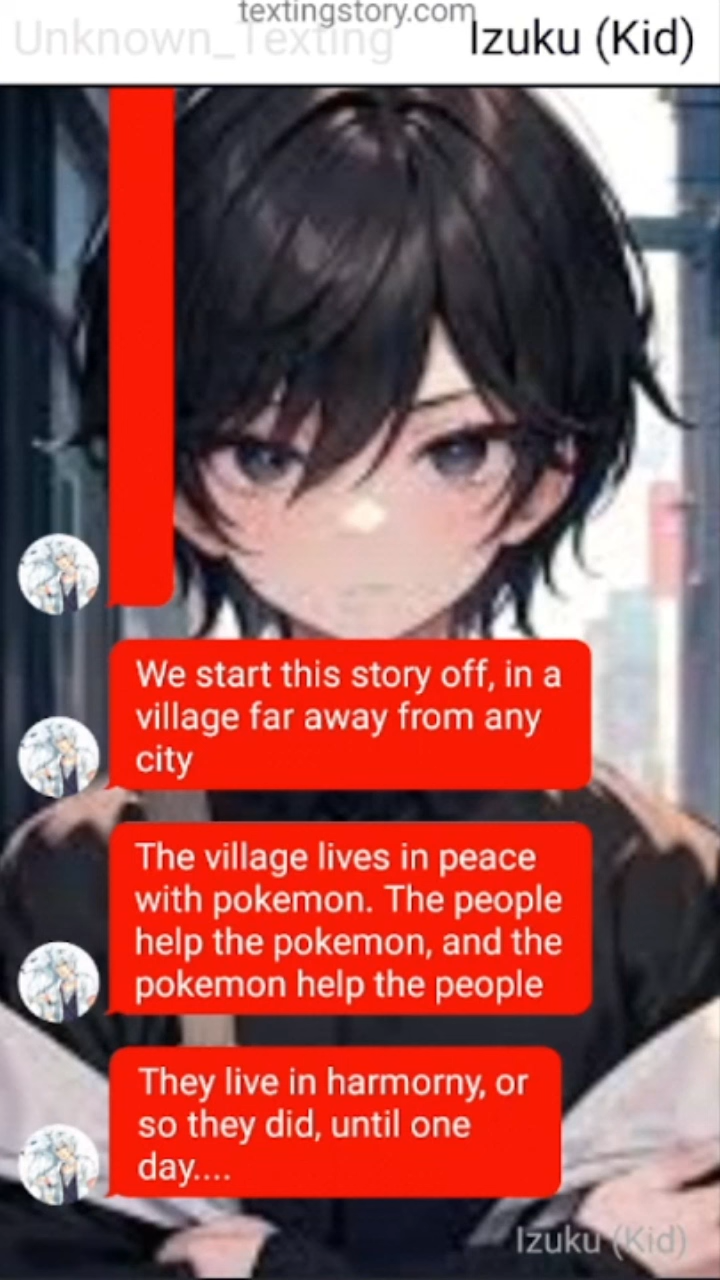 textingstory.com
Unknown_Texting
Izuku (Kid)
We start this story off, in a
village far away from any
city
The village lives in peace
with pokemon. The people
help the pokemon, and the
pokemon help the people
They live in harmorny, or
so they did, until one
day....
Izuku (Kid)